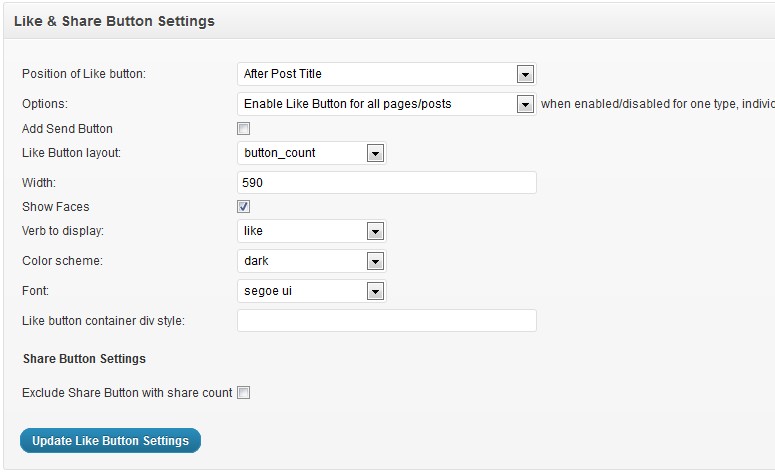 Like & Share Button Settings
Position of Like button: After Post Title
Options: Enable Like Button for all pages/posts when enabled/disabled for one type,
Add Send Button
Like Button layout: button_count
Width: 590
Show Faces
Verb to display: like
Color scheme: dark
Font: segoe ui
Like button container div style:
Share Button Settings
Exclude Share Button with share count
Update Like Button Settings